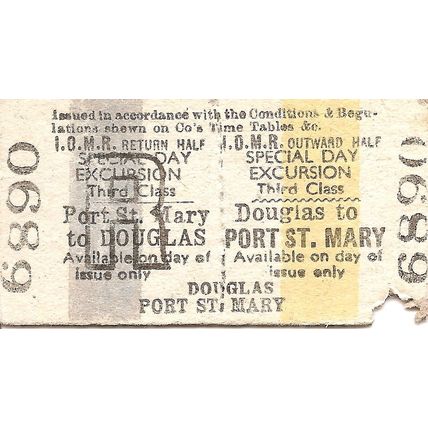 Issued in accordance with the Conditions & Regu-
lations shewn on Co's Time Tables &c.
I.O.M.R. RETURN HALF
SPECIAL DAY
EXCURSION
Third Class
Port St. Mary
to DOUGLAS
Available on day of
issue only
I.O.M.R. OUTWARD HALF
SPECIAL DAY
EXCURSION
Third Class
Douglas to
PORT ST. MARY
Available on day of
issue only
DOUGLAS
PORT ST. MARY
R
6890
6890